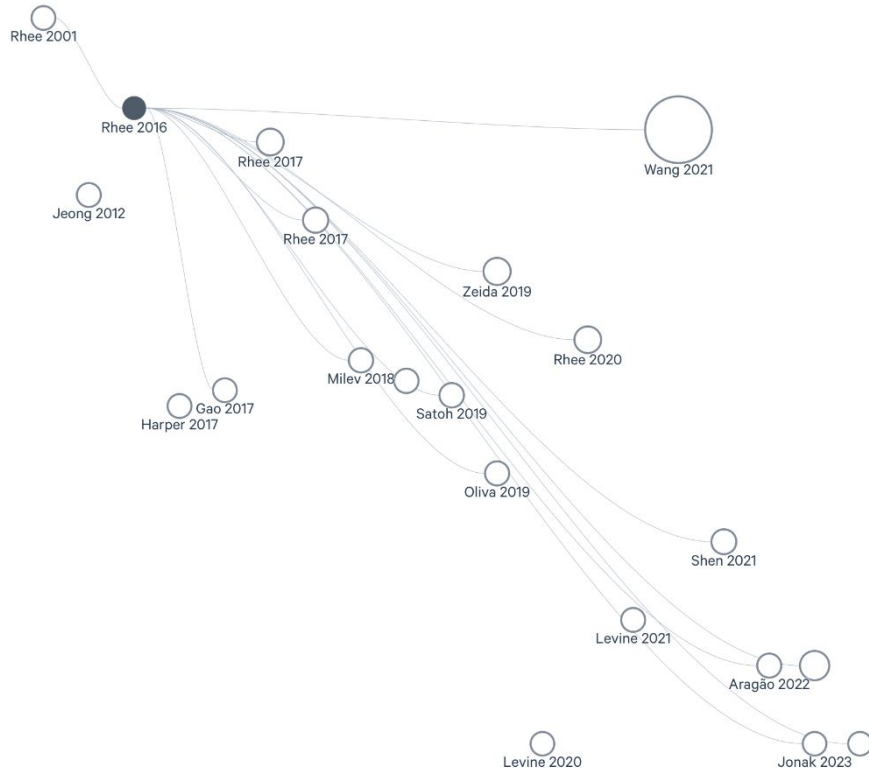 Rhee 2001
Rhee 2016
Rhee 2017
Wang 2021
Jeong 2012
Rhee 2017
Zeida 2019
Rhee 2020
Milev 2018
Gao 2017
Satoh 2019
Harper 2017
Oliva 2019
Shen 2021
Levine 2021
Aragão 2022
Levine 2020
Jonak 2023